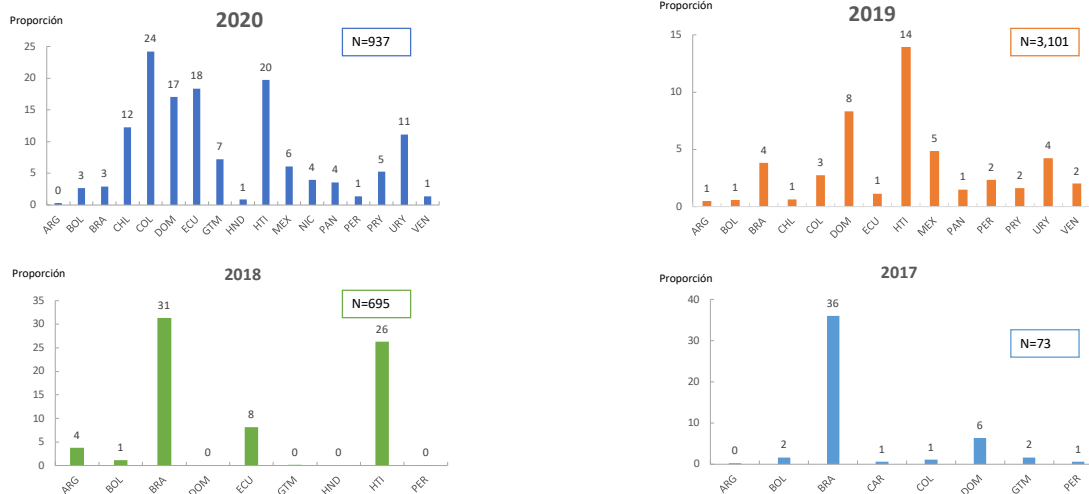 Proporción
2020
N=937
25
20
15
10
5
0
0
3
3
12
24
17
18
7
1
20
6
4
4
1
5
11
1
ARG
BOL
BRA
CHL
COL
DOM
ECU
GTM
HND
HTI
MEX
NIC
PAN
PER
PRY
URY
VEN
Proporción
2019
N=3,101
15
10
5
0
1
1
4
1
3
8
1
14
5
1
2
2
4
2
ARG
BOL
BRA
CHL
COL
DOM
ECU
HTI
MEX
PAN
PER
PRY
URY
VEN
Proporción
2018
N=695
35
30
25
20
15
10
5
0
4
1
31
0
8
0
0
26
0
ARG
BOL
BRA
DOM
ECU
GTM
HND
HTI
PER
Proporción
2017
N=73
40
30
20
10
0
0
2
36
1
1
6
2
1
ARG
BOL
BRA
CAR
COL
DOM
GTM
PER